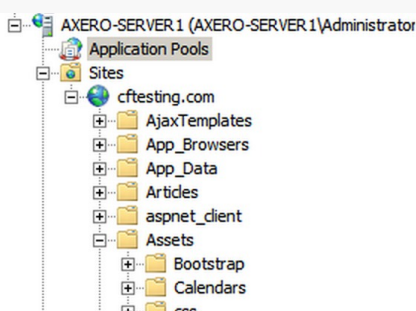 AXERO-SERVER1 (AXERO-SERVER1\Administrator
Application Pools
Sites
cftesting.com
AjaxTemplates
App_Browsers
App_Data
Articles
aspnet_client
Assets
Bootstrap
Calendars